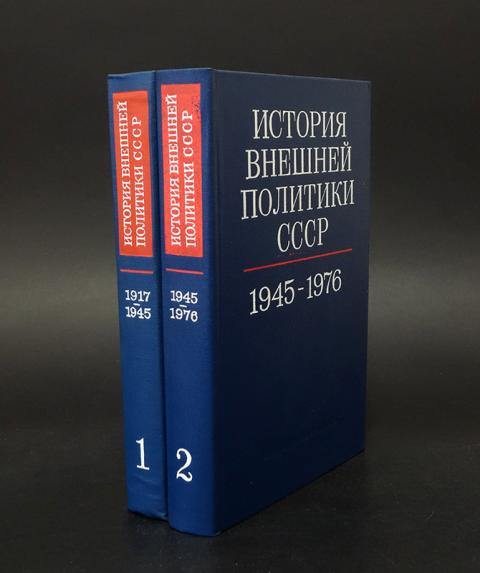 ИСТОРИЯ ВНЕШНЕЙ
ПОЛИТИКИ СССР
1917
–
1945
1
ИСТОРИЯ ВНЕШНЕЙ
ПОЛИТИКИ СССР
1945
–
1976
2
ИСТОРИЯ
ВНЕШНЕЙ
ПОЛИТИКИ
СССР
1945-1976